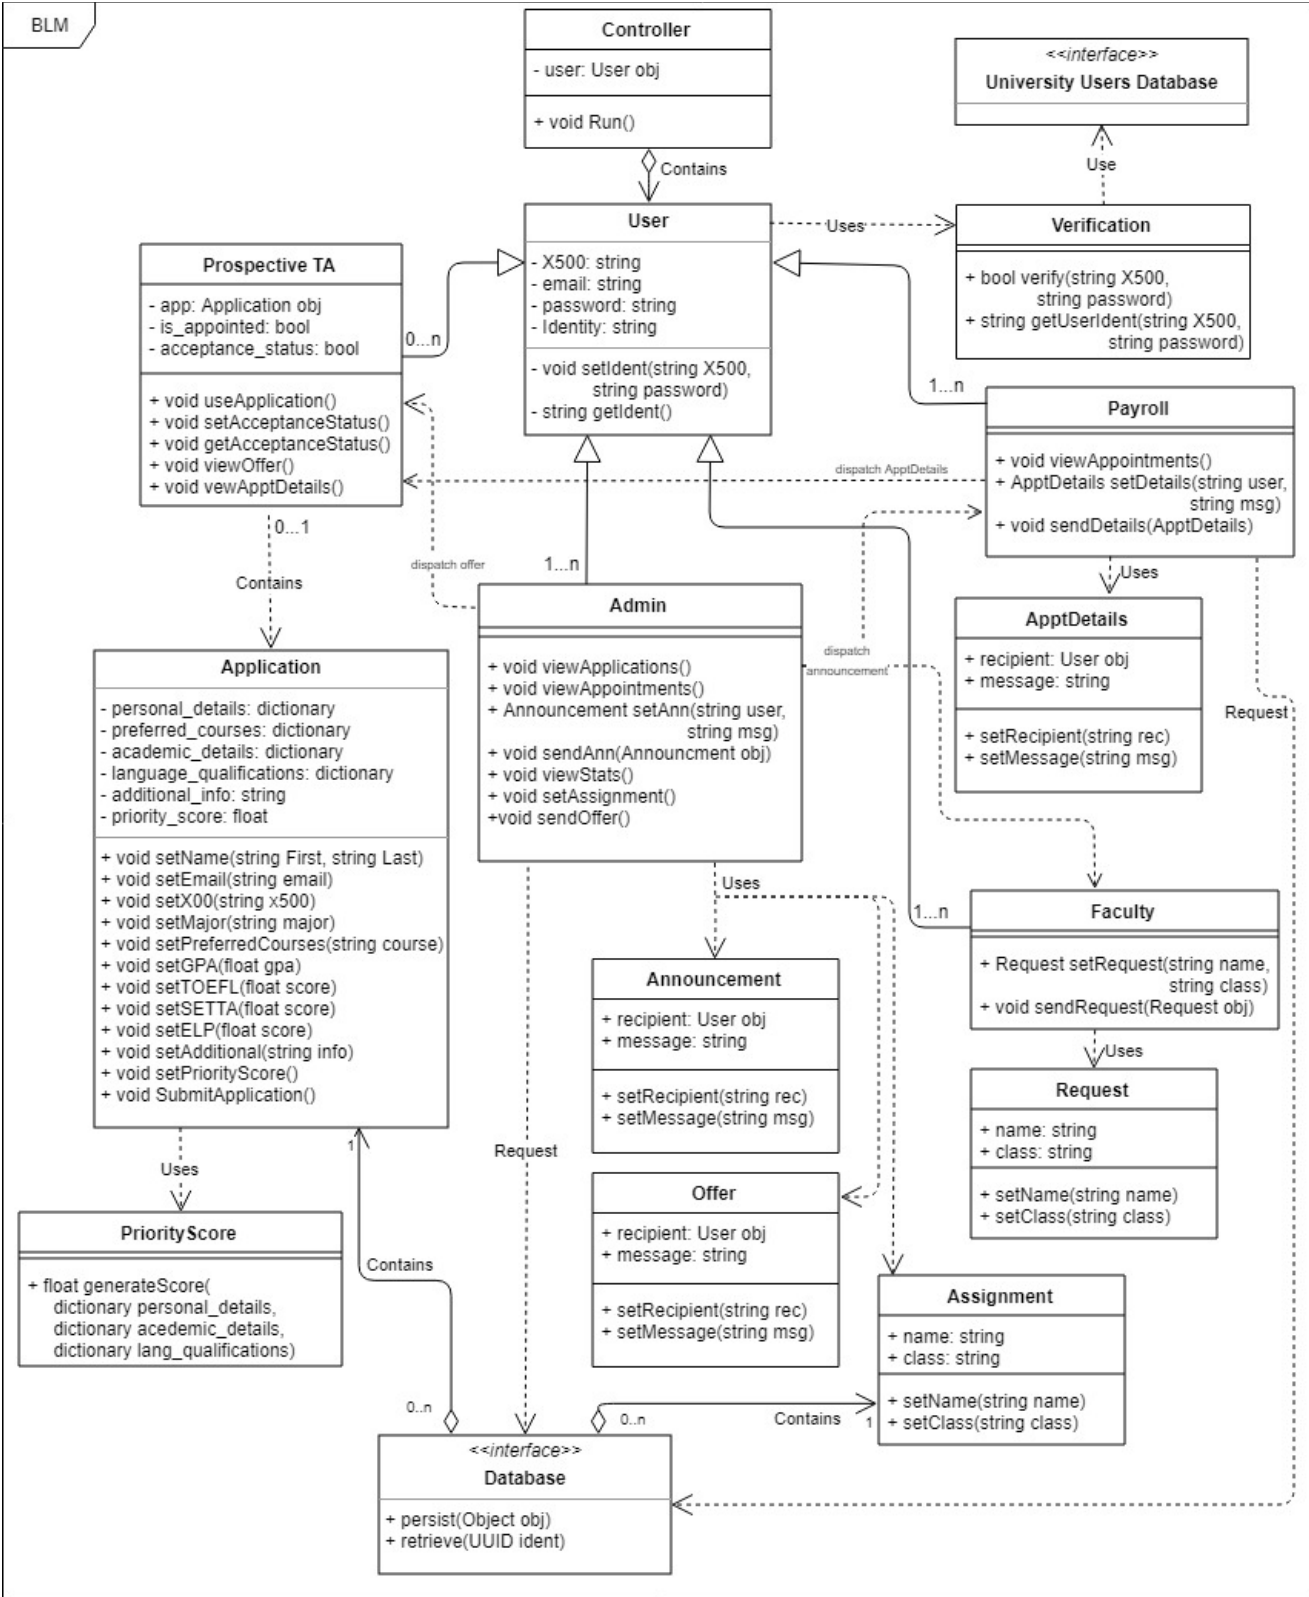 BLM
Controller
- user: User obj
+ void Run()
Contains
<<interface>>
University Users Database
Use
User
- X500: string
- email: string
- password: string
- Identity: string
- void setIdent(string X500,
string password)
- string getIdent()
Uses
Verification
+ bool verify(string X500,
string password)
+ string getUserIdent(string X500,
string password)
Prospective TA
- app: Application obj
- is_appointed: bool
- acceptance_status: bool
+ void useApplication()
+ void setAcceptanceStatus()
+ void getAcceptanceStatus()
+ void viewOffer()
+ void vewApptDetails()
0...n
0...1
Contains
1...n
Payroll
+ void viewAppointments()
+ ApptDetails setDetails(string user,
string msg)
+ void sendDetails(ApptDetails)
dispatch ApptDetails
dispatch offer
1...n
Uses
Admin
+ void viewApplications()
+ void viewAppointments()
+ Announcement setAnn(string user,
string msg)
+ void sendAnn(Announcment obj)
+ void viewStats()
+ void setAssignment()
+void sendOffer()
dispatch
announcement
ApptDetails
+ recipient: User obj
+ message: string
+ setRecipient(string rec)
+ setMessage(string msg)
Request
Application
- personal_details: dictionary
- preferred_courses: dictionary
- academic_details: dictionary
- language_qualifications: dictionary
- additional_info: string
- priority_score: float
+ void setName(string First, string Last)
+ void setEmail(string email)
+ void setX00(string x500)
+ void setMajor(string major)
+ void setPreferredCourses(string course)
+ void setGPA(float gpa)
+ void setTOEFL(float score)
+ void setSETTA(float score)
+ void setELP(float score)
+ void setAdditional(string info)
+ void setPriorityScore()
+ void SubmitApplication()
Uses
1...n
Faculty
+ Request setRequest(string name,
string class)
+ void sendRequest(Request obj)
Uses
Announcement
+ recipient: User obj
+ message: string
+ setRecipient(string rec)
+ setMessage(string msg)
Request
+ name: string
+ class: string
+ setName(string name)
+ setClass(string class)
1
Request
Uses
Offer
+ recipient: User obj
+ message: string
+ setRecipient(string rec)
+ setMessage(string msg)
PriorityScore
+ float generateScore(
dictionary personal_details,
dictionary acedemic_details,
dictionary lang_qualifications)
Contains
Assignment
+ name: string
+ class: string
+ setName(string name)
+ setClass(string class)
0..n
0..n
Contains
1
<<interface>>
Database
+ persist(Object obj)
+ retrieve(UUID ident)